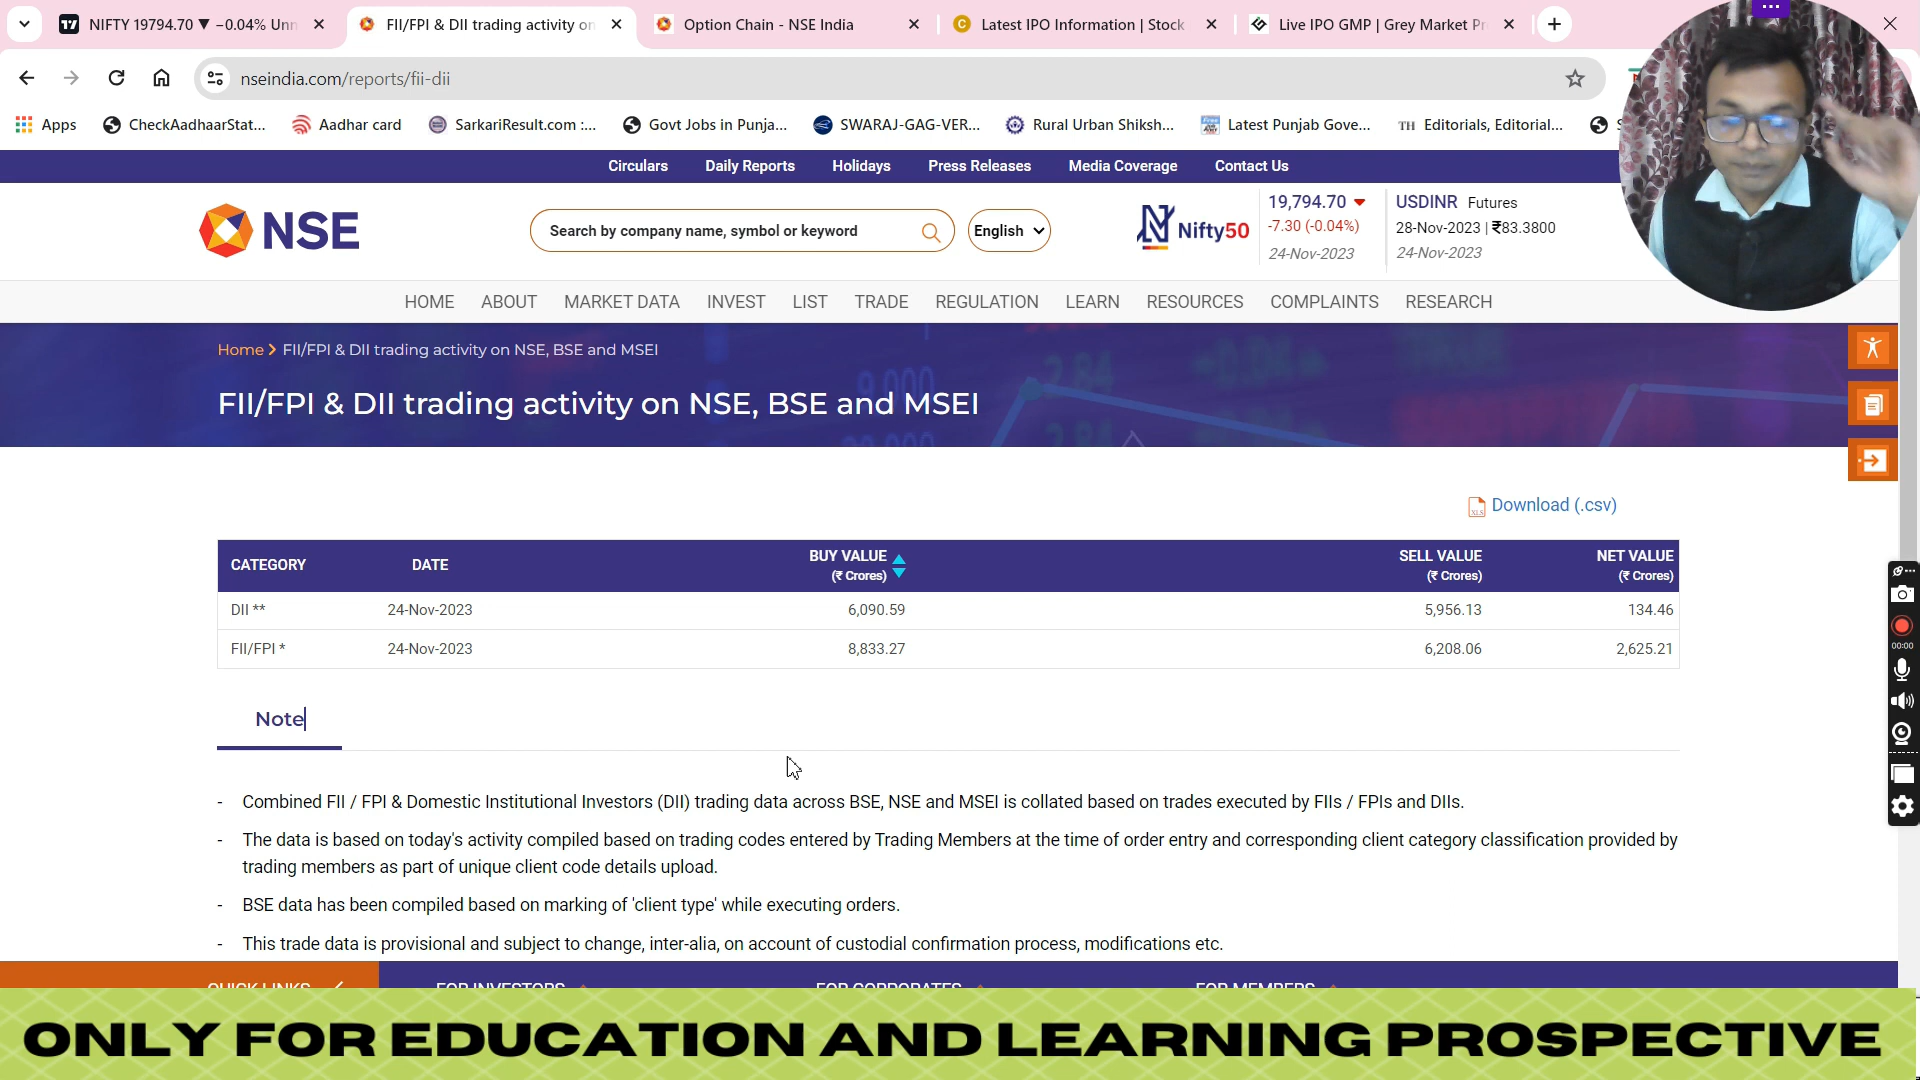 NIFTY 19794.70 ▼ −0.04% Unn
FII/FPI & DII trading activity on
Option Chain - NSE India
Latest IPO Information | Stock
Live IPO GMP | Grey Market Pr
nseindia.com/reports/fii-dii
Apps
CheckAadhaarStat...
Aadhar card
SarkariResult.com :...
Govt Jobs in Punja...
SWARAJ-GAG-VER...
Rural Urban Shiksh...
Latest Punjab Gove...
TH Editorials, Editorial...
Circulars
Daily Reports
Holidays
Press Releases
Media Coverage
Contact Us
NSE
Search by company name, symbol or keyword
English
Nifty50
19,794.70
-7.30 (-0.04%)
24-Nov-2023
USDINR Futures
28-Nov-2023 | ₹83.3800
24-Nov-2023
HOME ABOUT MARKET DATA INVEST LIST TRADE REGULATION LEARN RESOURCES COMPLAINTS RESEARCH
Home > FII/FPI & DII trading activity on NSE, BSE and MSEI
FII/FPI & DII trading activity on NSE, BSE and MSEI
Download (.csv)
CATEGORY DATE BUY VALUE (₹ Crores) SELL VALUE (₹ Crores) NET VALUE (₹ Crores)
DII ** 24-Nov-2023 6,090.59 5,956.13 134.46
FII/FPI * 24-Nov-2023 8,833.27 6,208.06 2,625.21
Note
- Combined FII / FPI & Domestic Institutional Investors (DII) trading data across BSE, NSE and MSEI is collated based on trades executed by FIIs / FPIs and DIIs.
- The data is based on today's activity compiled based on trading codes entered by Trading Members at the time of order entry and corresponding client category classification provided by
trading members as part of unique client code details upload.
- BSE data has been compiled based on marking of 'client type' while executing orders.
- This trade data is provisional and subject to change, inter-alia, on account of custodial confirmation process, modifications etc.
QUICK LINKS
FOR INVESTORS
FOR CORPORATES
FOR MEMBERS
00:00
ONLY FOR EDUCATION AND LEARNING PROSPECTIVE